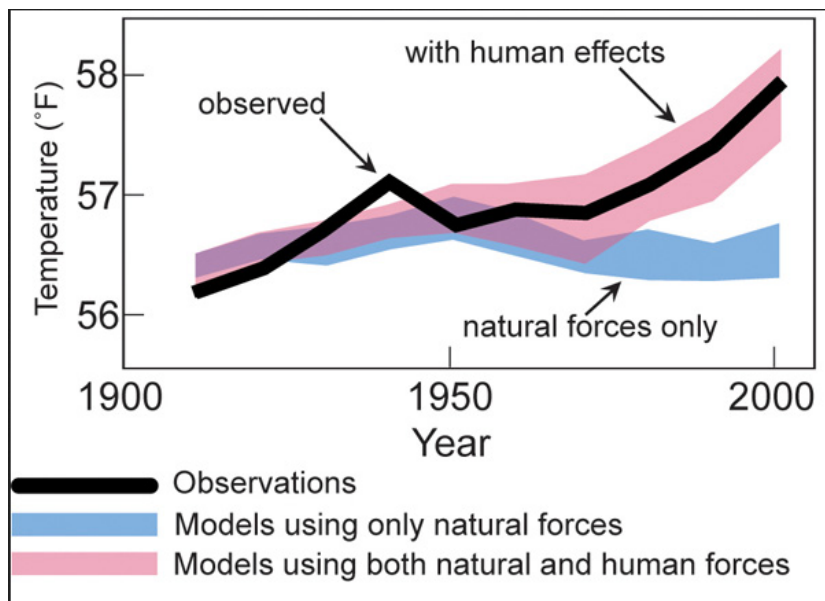 with human effects
observed
natural forces only
Temperature (°F)
58
57
56
1900
1950
2000
Year
Observations
Models using only natural forces
Models using both natural and human forces